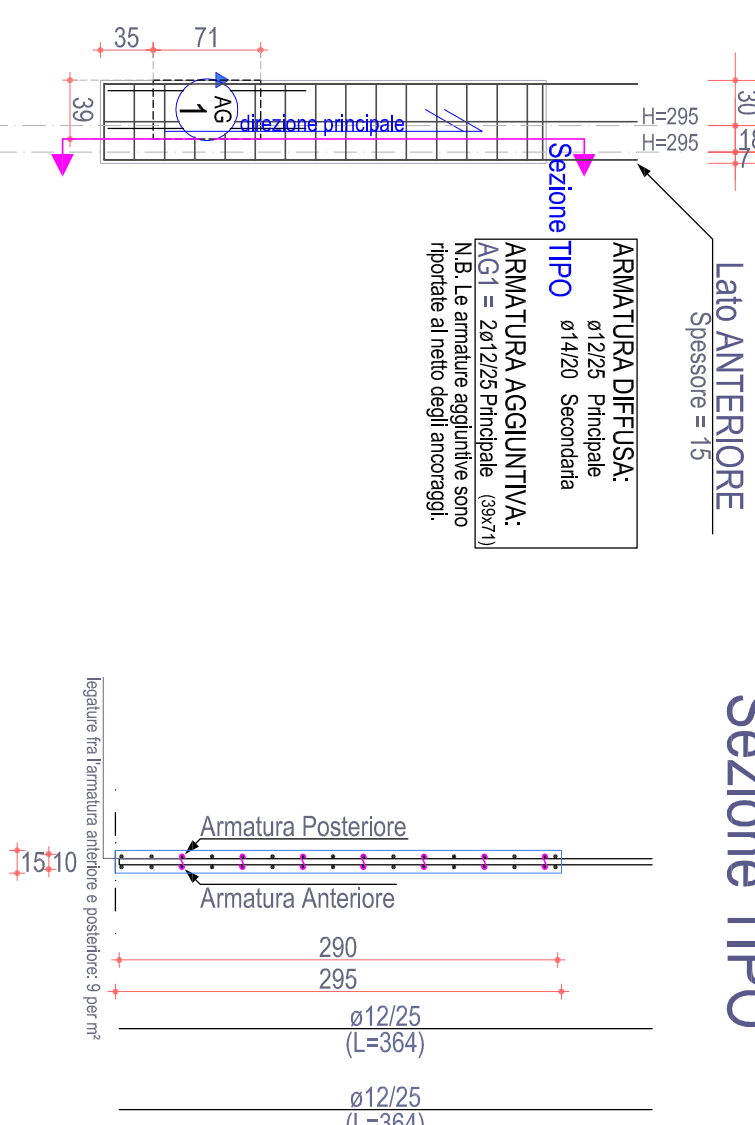 35
71
39
AG
1
direzione principale
H=295
H=295
30
18
7
Sezione TIPO
Lato ANTERIORE
Spessore = 15
ARMATURA DIFFUSA:
ø12/25 Principale
ø14/20 Secondaria
ARMATURA AGGIUNTIVA:
AG1 = 2ø12/25 Principale (39x71)
N.B. Le armature aggiuntive sono
riportate al netto degli ancoraggi.
Sezione TIPO
legature fra l'armatura anteriore e posteriore: 9 per m²
Armatura Posteriore
15
10
Armatura Anteriore
290
295
ø12/25
(L=364)
ø12/25
(L=364)